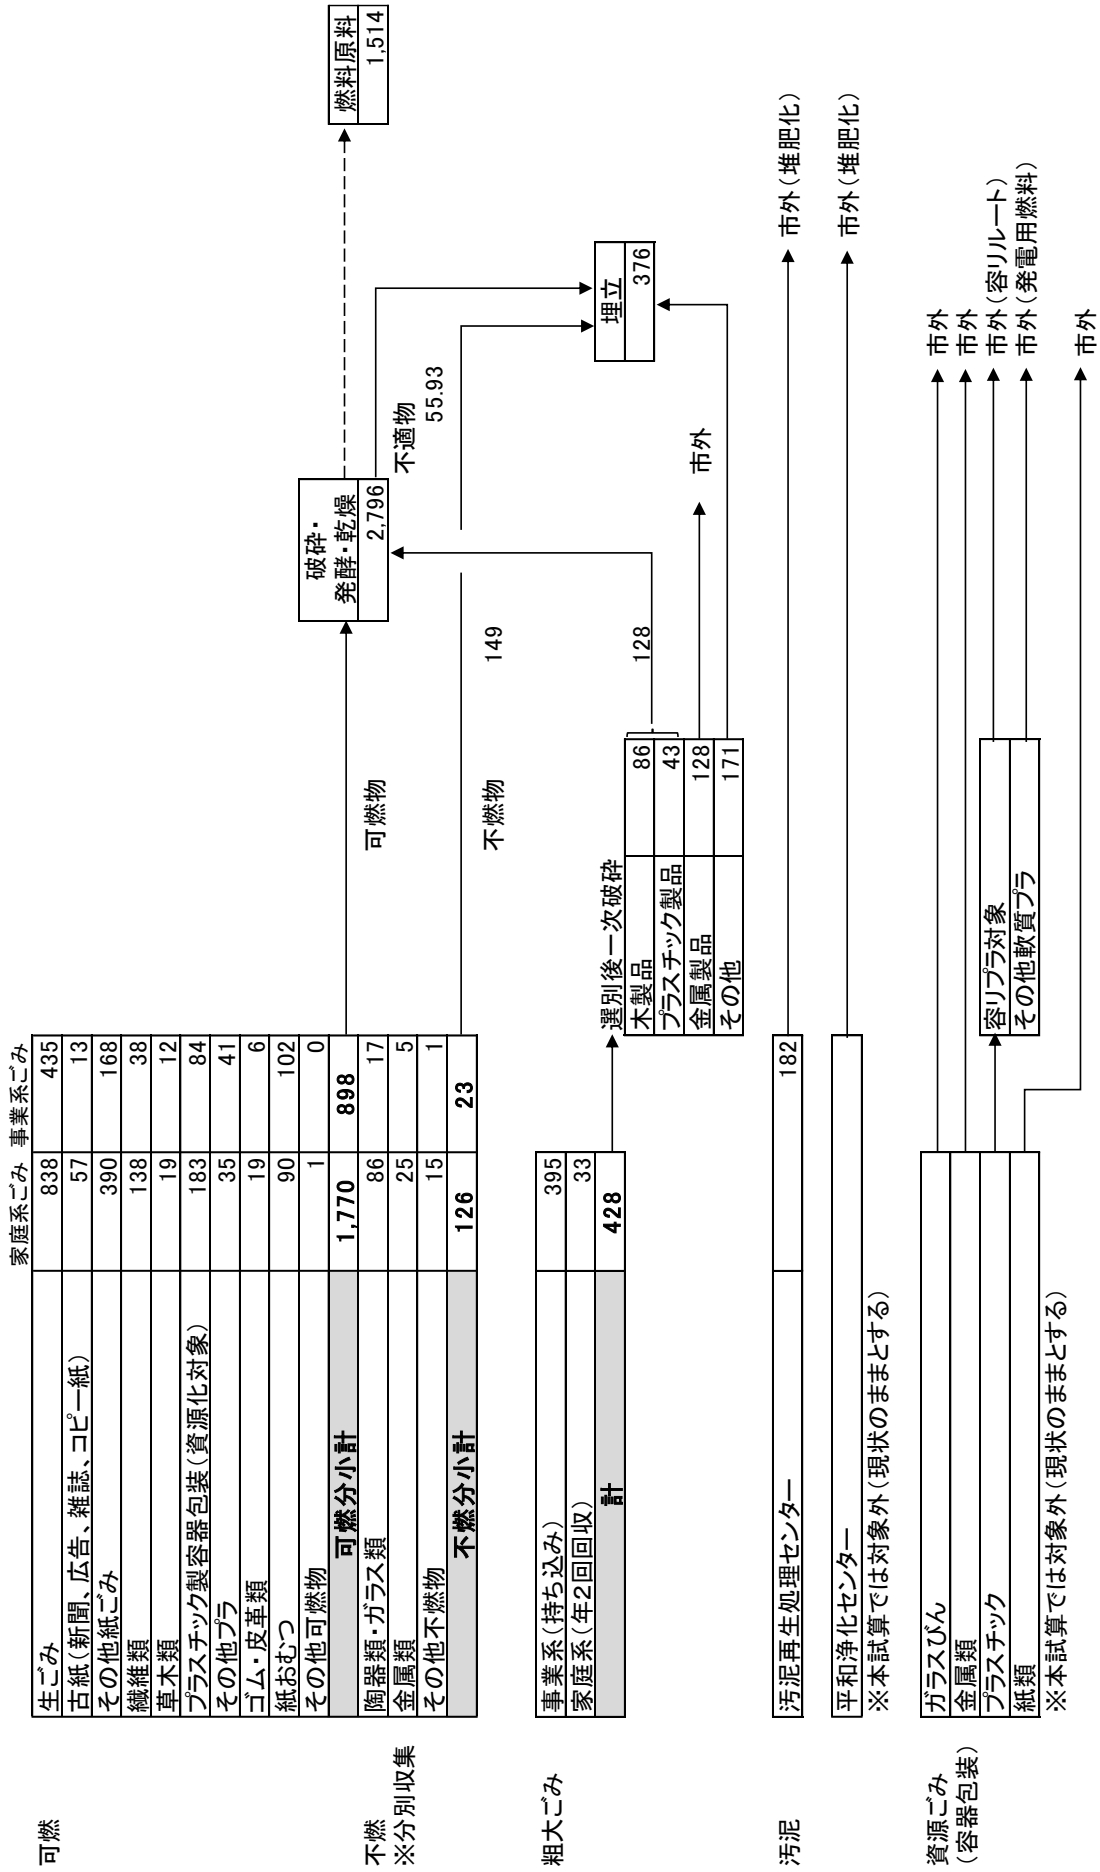 家庭系ごみ 事業系ごみ
可燃
生ごみ 838 435
古紙(新聞、広告、雑誌、コピー紙) 57 13
その他紙ごみ 390 168
繊維類 138 38
草木類 19 12
プラスチック製容器包装(資源化対象) 183 84
その他プラ 35 41
ゴム・皮革類 19 6
紙おむつ 90 102
その他可燃物 1 0
可燃分小計 1,770 898
不燃
※分別収集
陶器類・ガラス類 86 17
金属類 25 5
その他不燃物 15 1
不燃分小計 126 23
可燃物
不燃物
149
破砕・
発酵・乾燥
2,796
燃料原料
1,514
不適物
55.93
埋立
376
粗大ごみ
事業系(持ち込み) 395
家庭系(年2回回収) 33
計 428
選別後一次破砕
木製品 86
プラスチック製品 43
金属製品 128
その他 171
128
市外
汚泥
汚泥再生処理センター 182
市外(堆肥化)
平和浄化センター
市外(堆肥化)
※本試算では対象外(現状のままとする)
資源ごみ
(容器包装)
ガラスびん
市外
金属類
市外
プラスチック
容リプラ対象
市外(容リルート)
その他軟質プラ
市外(発電用燃料)
紙類
市外
※本試算では対象外(現状のままとする)